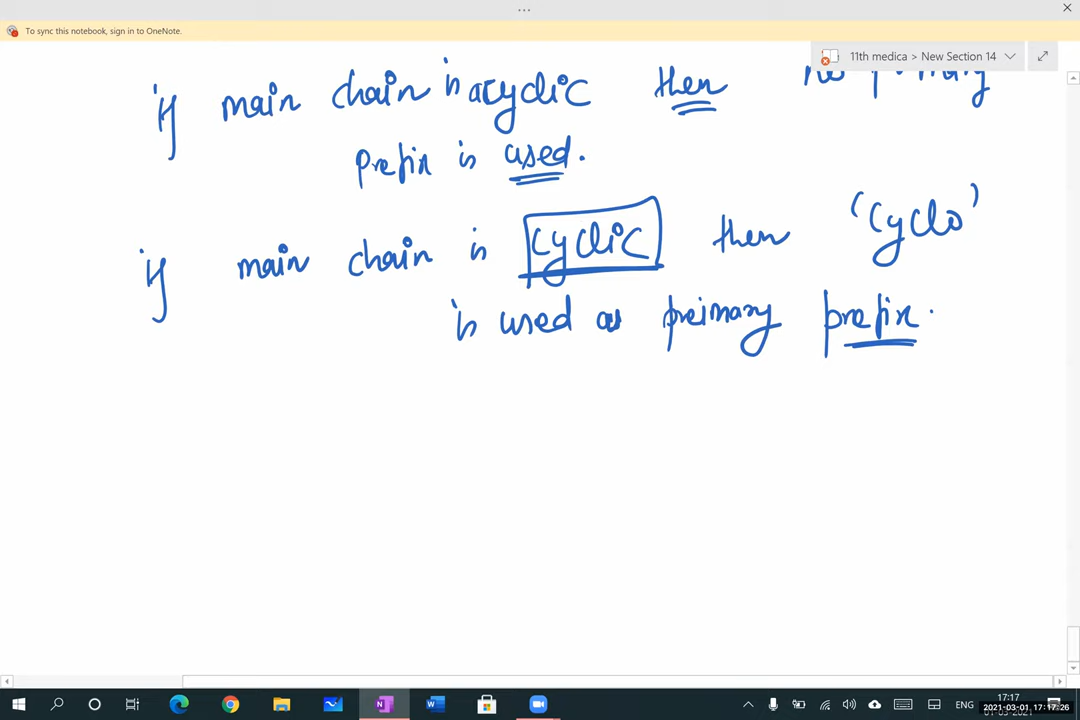 To sync this notebook, sign in to OneNote.
11th medica > New Section 14
if main chain is acyclic then no primary
prefix is used.
if main chain is cyclic then 'cyclo'
is used as preimary prefix.
ENG
17:17
2021-03-01 17:17:26